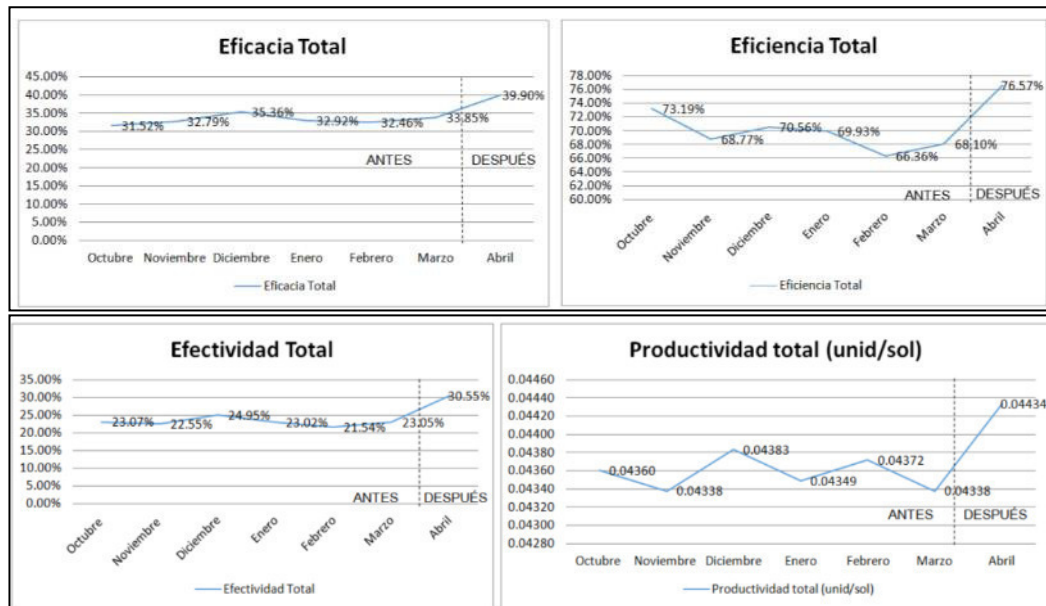 Eficacia Total
45.00%
40.00%
35.00%
30.00%
25.00%
20.00%
15.00%
10.00%
5.00%
0.00%
31.52%
32.79%
35.36%
32.92%
32.46%
33.85%
39.90%
ANTES
DESPUÉS
Octubre Noviembre Diciembre Enero Febrero Marzo Abril
Eficacia Total
Eficiencia Total
78.00%
76.00%
74.00%
72.00%
70.00%
68.00%
66.00%
64.00%
62.00%
60.00%
73.19%
68.77%
70.56%
69.93%
66.36%
68.10%
76.57%
ANTES
DESPUÉS
Octubre
Noviembre
Diciembre
Enero
Febrero
Marzo
Abril
Eficiencia Total
Efectividad Total
35.00%
30.00%
25.00%
20.00%
15.00%
10.00%
5.00%
0.00%
23.07%
22.55%
24.95%
23.02%
21.54%
23.05%
30.55%
ANTES
DESPUÉS
Octubre
Noviembre
Diciembre
Enero
Febrero
Marzo
Abril
Efectividad Total
Productividad total (unid/sol)
0.04460
0.04440
0.04420
0.04400
0.04380
0.04360
0.04340
0.04320
0.04300
0.04280
0.04360
0.04338
0.04383
0.04349
0.04372
0.04338
0.04434
ANTES
DESPUÉS
Octubre Noviembre Diciembre Enero Febrero Marzo Abril
Productividad total (unid/sol)